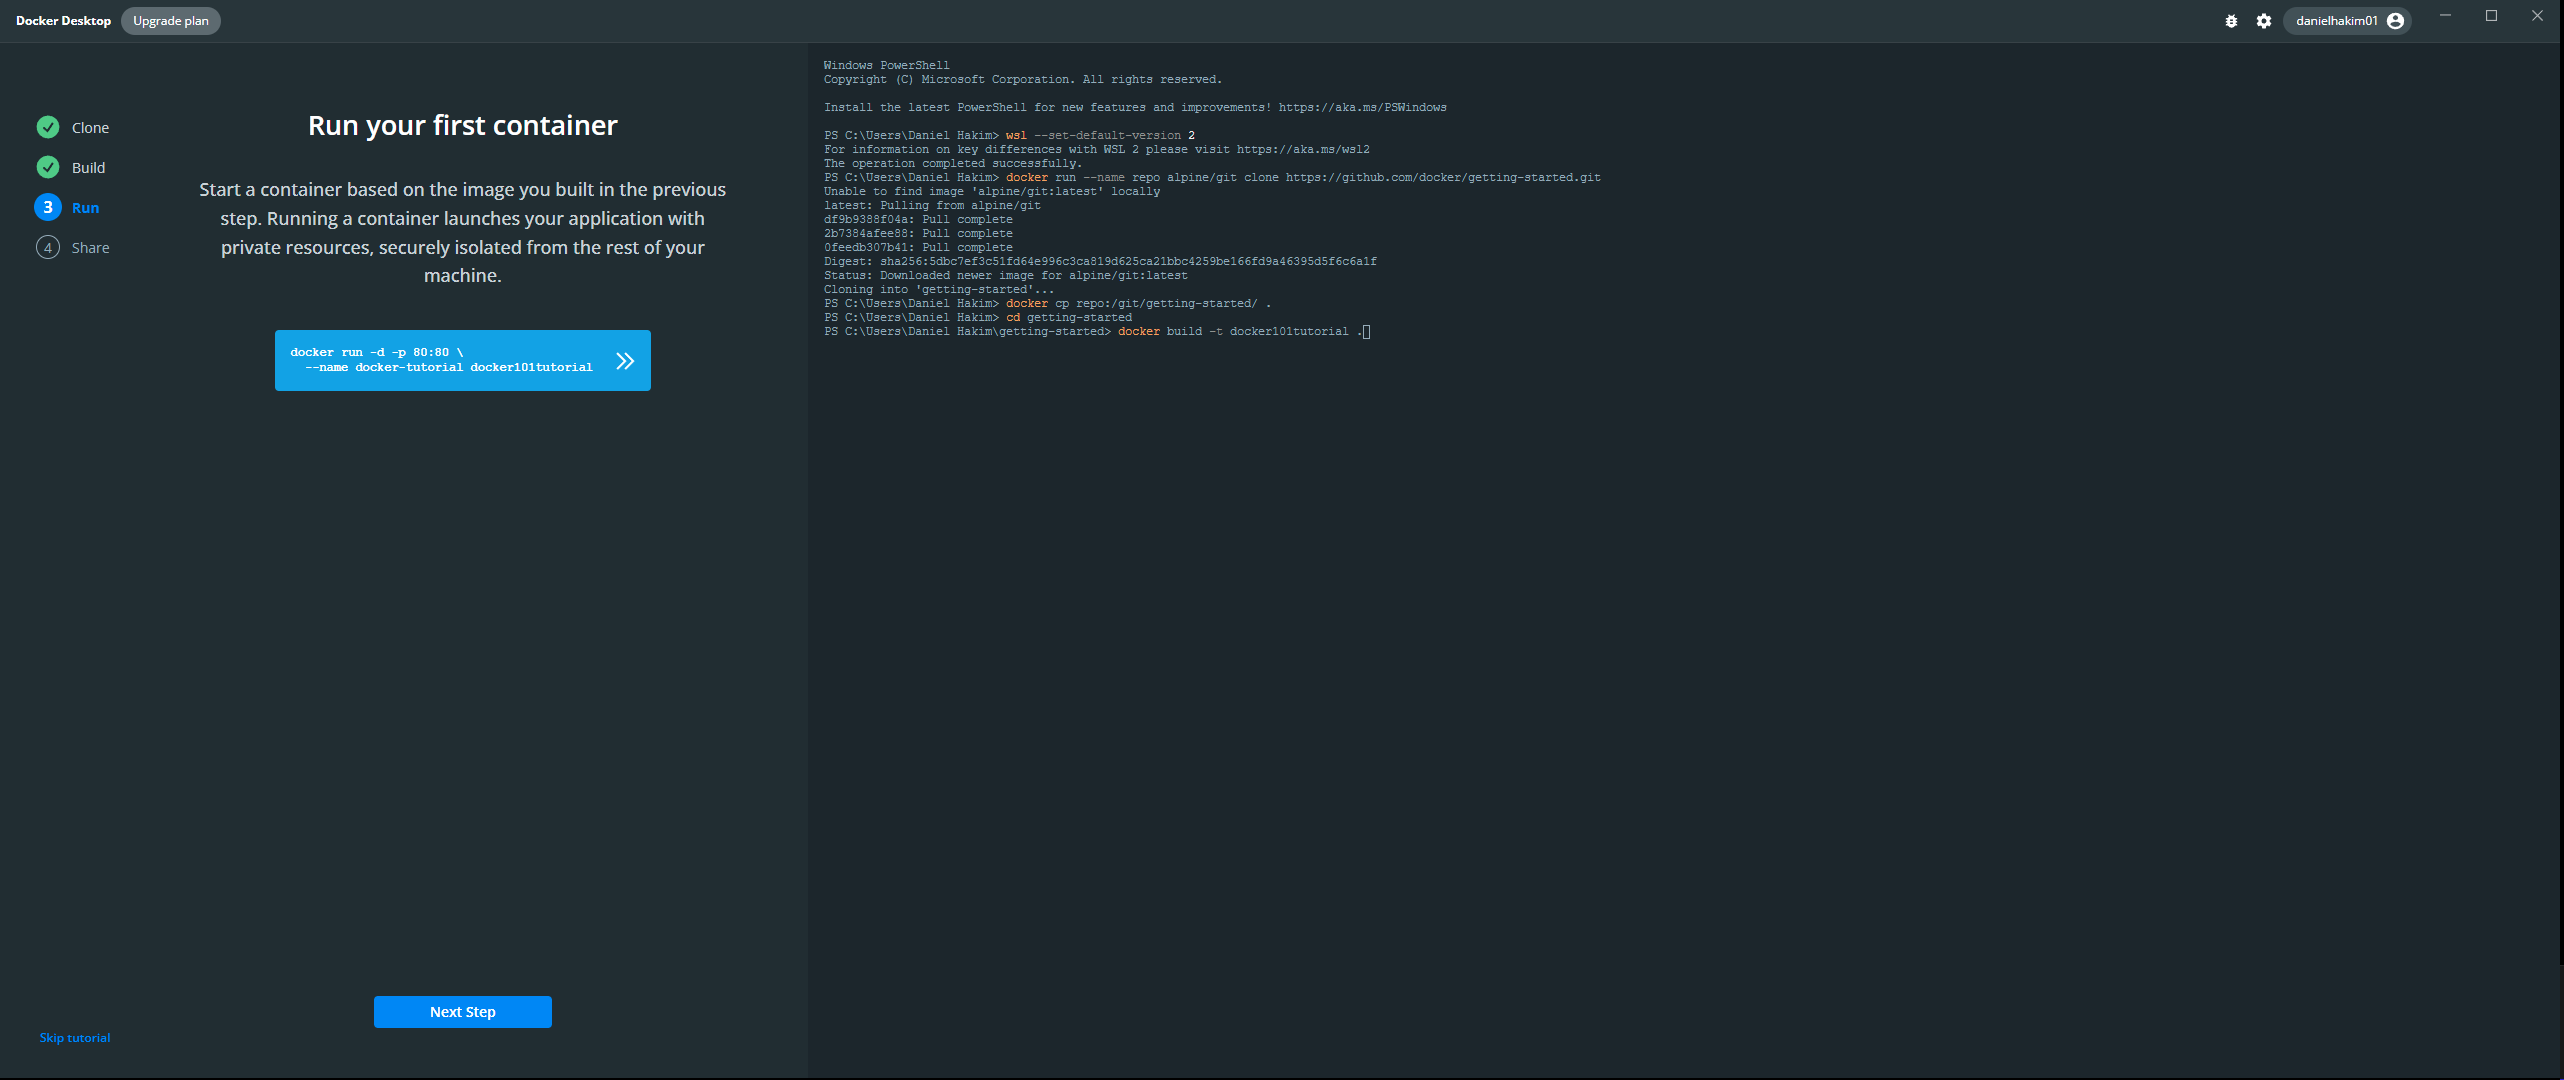 Docker Desktop
Upgrade plan
danielhakim01
Clone
Build
3 Run
4 Share
Run your first container
Start a container based on the image you built in the previous
step. Running a container launches your application with
private resources, securely isolated from the rest of your
machine.
docker run -d -p 80:80 \
--name docker-tutorial docker101tutorial
Next Step
Skip tutorial
Windows PowerShell
Copyright (C) Microsoft Corporation. All rights reserved.
Install the latest PowerShell for new features and improvements! https://aka.ms/PSWindows
PS C:\Users\Daniel Hakim> wsl --set-default-version 2
For information on key differences with WSL 2 please visit https://aka.ms/wsl2
The operation completed successfully.
PS C:\Users\Daniel Hakim> docker run --name repo alpine/git clone https://github.com/docker/getting-started.git
Unable to find image 'alpine/git:latest' locally
latest: Pulling from alpine/git
df9b9388f04a: Pull complete
2b7384afee88: Pull complete
0feedb307b41: Pull complete
Digest: sha256:5dbc7ef3c51fd64e996c3ca819d625ca21bbc4259be166fd9a46395d5f6c6a1f
Status: Downloaded newer image for alpine/git:latest
Cloning into 'getting-started'...
PS C:\Users\Daniel Hakim> docker cp repo:/git/getting-started/ .
PS C:\Users\Daniel Hakim> cd getting-started
PS C:\Users\Daniel Hakim\getting-started> docker build -t docker101tutorial .